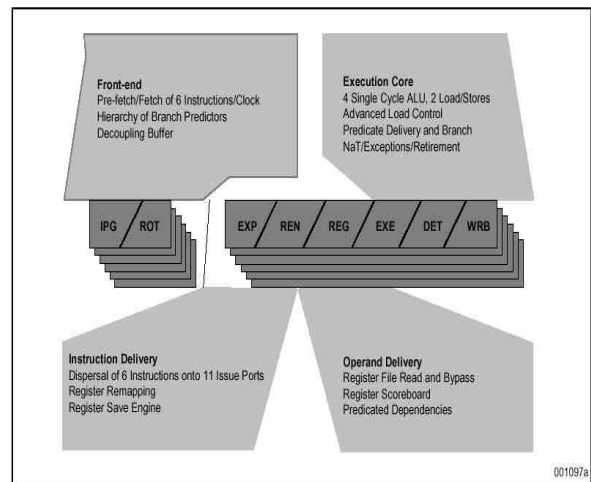 Front-end
Pre-fetch/Fetch of 6 Instructions/Clock
Hierarchy of Branch Predictors
Decoupling Buffer
Execution Core
4 Single Cycle ALU, 2 Load/Stores
Advanced Load Control
Predicate Delivery and Branch
NaT/Exceptions/Retirement
IPG ROT EXP REN REG EXE DET WRB
Instruction Delivery
Dispersal of 6 Instructions onto 11 Issue Ports
Register Remapping
Register Save Engine
Operand Delivery
Register File Read and Bypass
Register Scoreboard
Predicated Dependencies
001097a